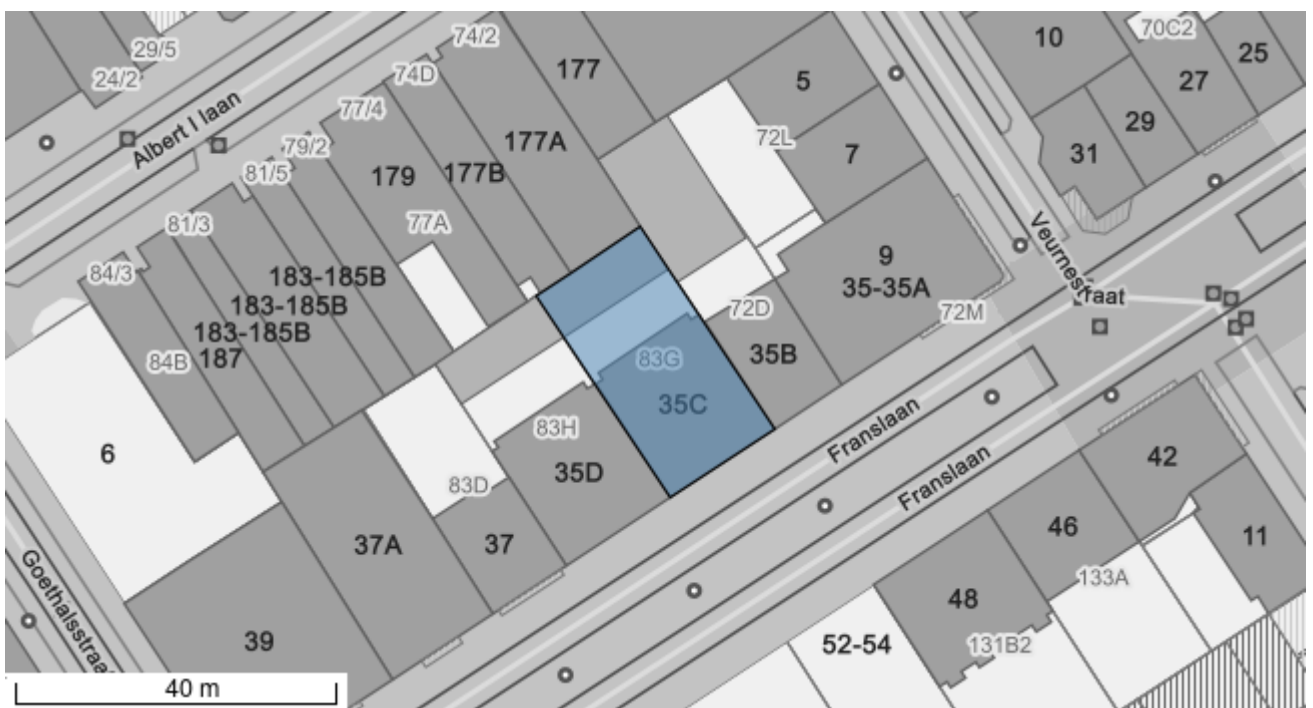 10
70C2
25
27
29
31
74/2
29/5
24/2
74D
177
5
77/4
Albert I laan
177A
72L
79/2
177B
7
81/5
179
81/3
77A
Veurnestraat
9
84/3
183-185B
35-35A
183-185B
72D
72M
183-185B
84B
187
83G
35B
35C
Franslaan
83H
6
35D
42
83D
Franslaan
46
11
37A
37
Goethalsstraat
133A
48
39
131B2
52-54
40 m